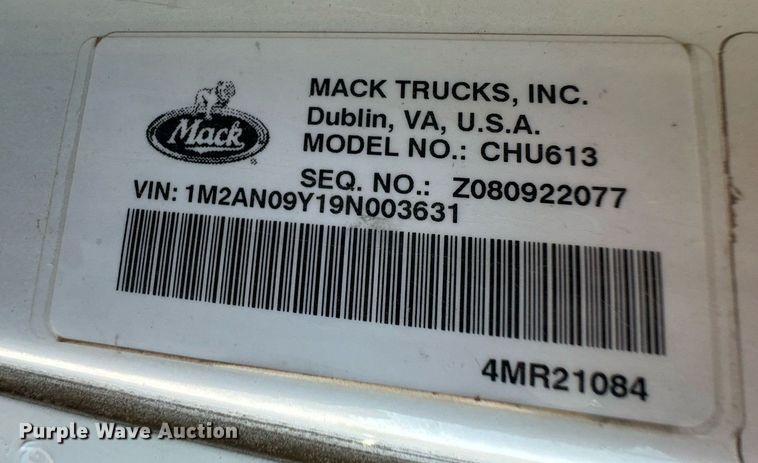 Mack
®
MACK TRUCKS, INC.
Dublin, VA, U.S.A.
MODEL NO.: CHU613
SEQ. NO.: Z080922077
VIN: 1M2AN09Y19N003631
4MR21084
Purple Wave Auction